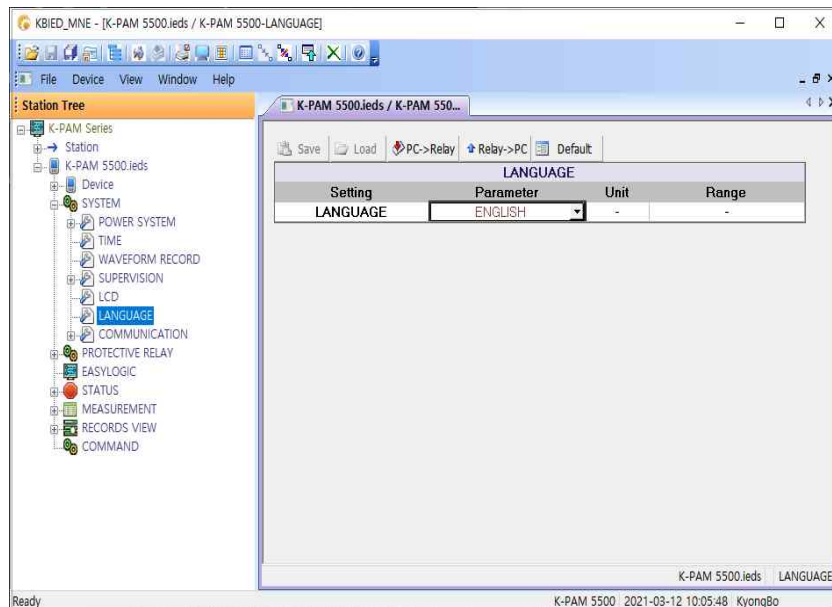 KBIED_MNE - [K-PAM 5500.ieds / K-PAM 5500-LANGUAGE]
File Device View Window Help
Station Tree
K-PAM Series
Station
K-PAM 5500.ieds
Device
SYSTEM
POWER SYSTEM
TIME
WAVEFORM RECORD
SUPERVISION
LCD
LANGUAGE
COMMUNICATION
PROTECTIVE RELAY
EASYLOGIC
STATUS
MEASUREMENT
RECORDS VIEW
COMMAND
K-PAM 5500.ieds / K-PAM 550...
Save Load PC->Relay Relay->PC Default
LANGUAGE
Setting Parameter Unit Range
LANGUAGE ENGLISH - -
K-PAM 5500.ieds LANGUAGE
Ready K-PAM 5500 2021-03-12 10:05:48 KyongBo